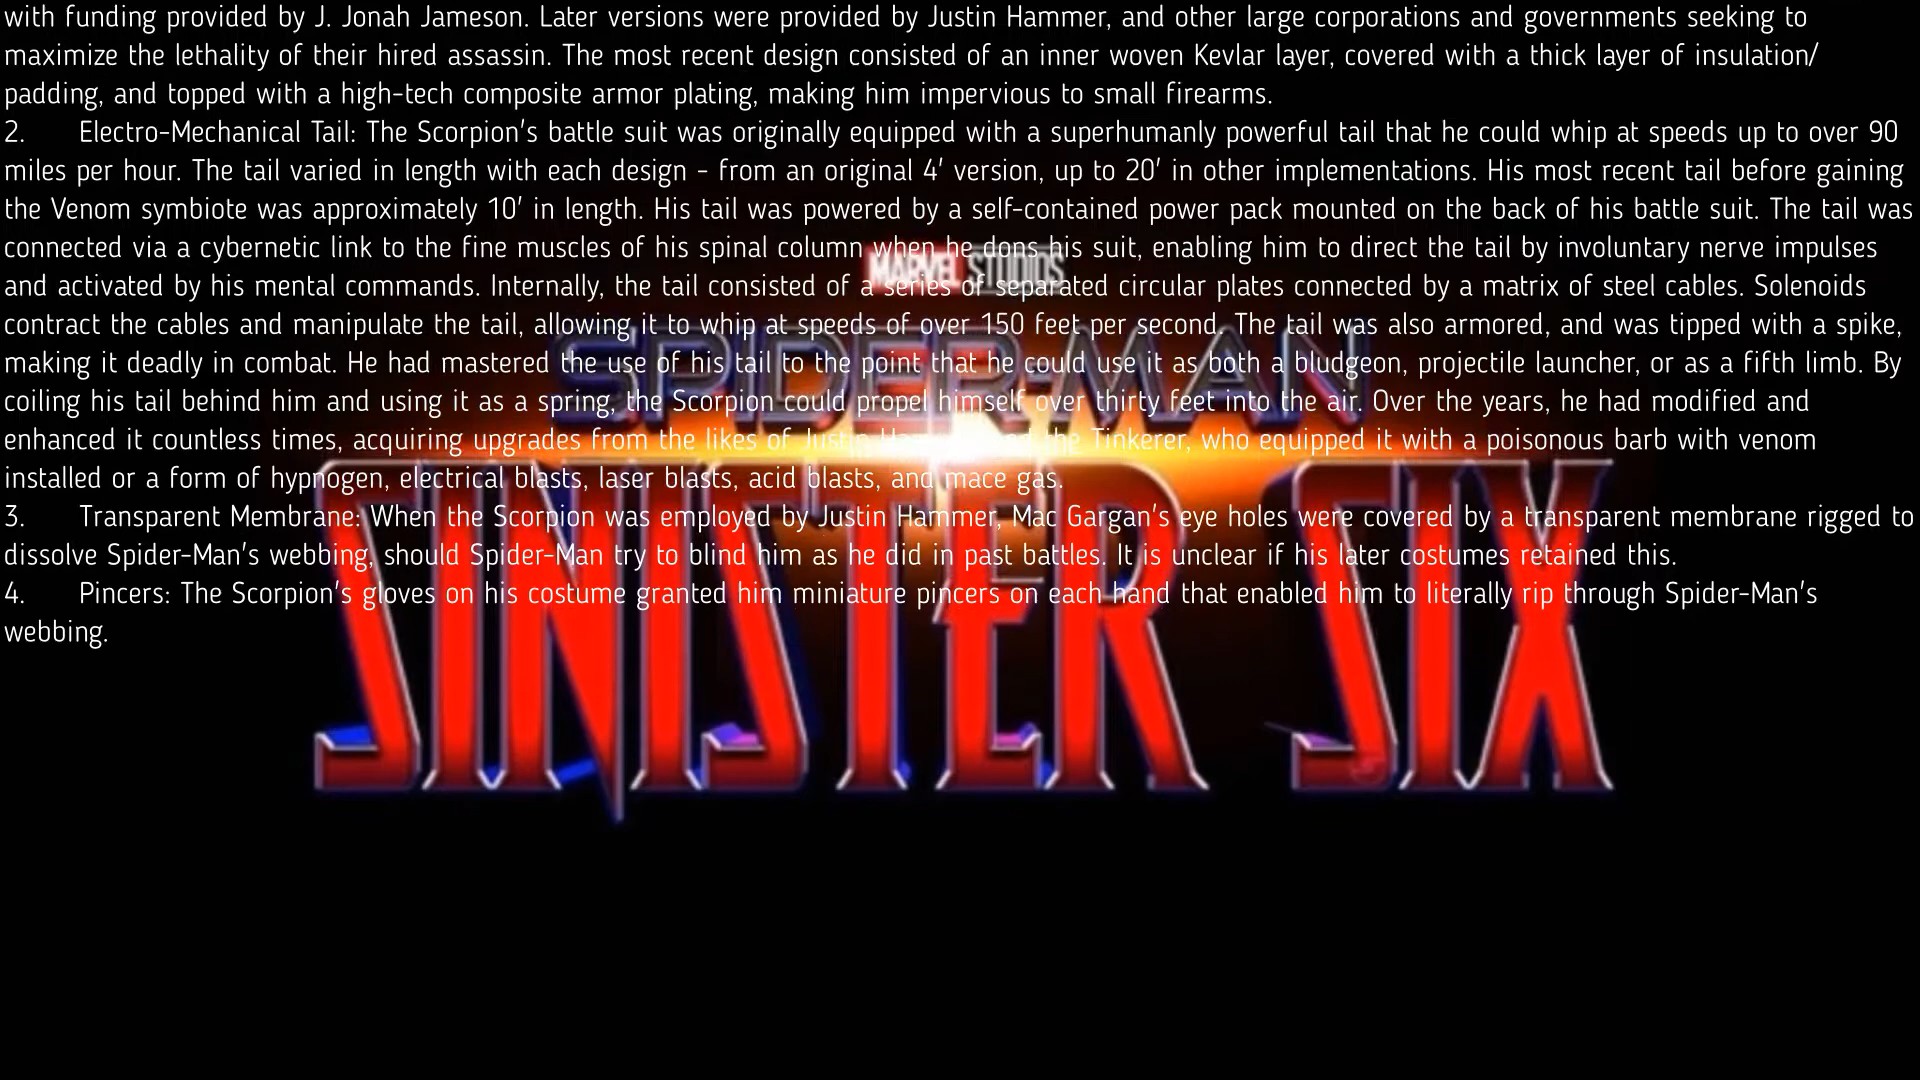 with funding provided by J. Jonah Jameson. Later versions were provided by Justin Hammer, and other large corporations and governments seeking to
maximize the lethality of their hired assassin. The most recent design consisted of an inner woven Kevlar layer, covered with a thick layer of insulation/
padding, and topped with a high-tech composite armor plating, making him impervious to small firearms.
2. Electro-Mechanical Tail: The Scorpion's battle suit was originally equipped with a superhumanly powerful tail that he could whip at speeds up to over 90
miles per hour. The tail varied in length with each design - from an original 4' version, up to 20' in other implementations. His most recent tail before gaining
the Venom symbiote was approximately 10' in length. His tail was powered by a self-contained power pack mounted on the back of his battle suit. The tail was
connected via a cybernetic link to the fine muscles of his spinal column when he dons his suit, enabling him to direct the tail by involuntary nerve impulses
and activated by his mental commands. Internally, the tail consisted of a series of separated circular plates connected by a matrix of steel cables. Solenoids
contract the cables and manipulate the tail, allowing it to whip at speeds of over 150 feet per second. The tail was also armored, and was tipped with a spike,
making it deadly in combat. He had mastered the use of his tail to the point that he could use it as both a bludgeon, projectile launcher, or as a fifth limb. By
coiling his tail behind him and using it as a spring, the Scorpion could propel himself over thirty feet into the air. Over the years, he had modified and
enhanced it countless times, acquiring upgrades from the likes of Justin and the Tinkerer, who equipped it with a poisonous barb with venom
installed or a form of hypnogen, electrical blasts, laser blasts, acid blasts, and mace gas.
3. Transparent Membrane: When the Scorpion was employed by Justin Hammer, Mac Gargan's eye holes were covered by a transparent membrane rigged to
dissolve Spider-Man's webbing, should Spider-Man try to blind him as he did in past battles. It is unclear if his later costumes retained this.
4. Pincers: The Scorpion's gloves on his costume granted him miniature pincers on each hand that enabled him to literally rip through Spider-Man's
webbing.
MARVEL STUDIOS
SPIDER-MAN
SINISTER SIX